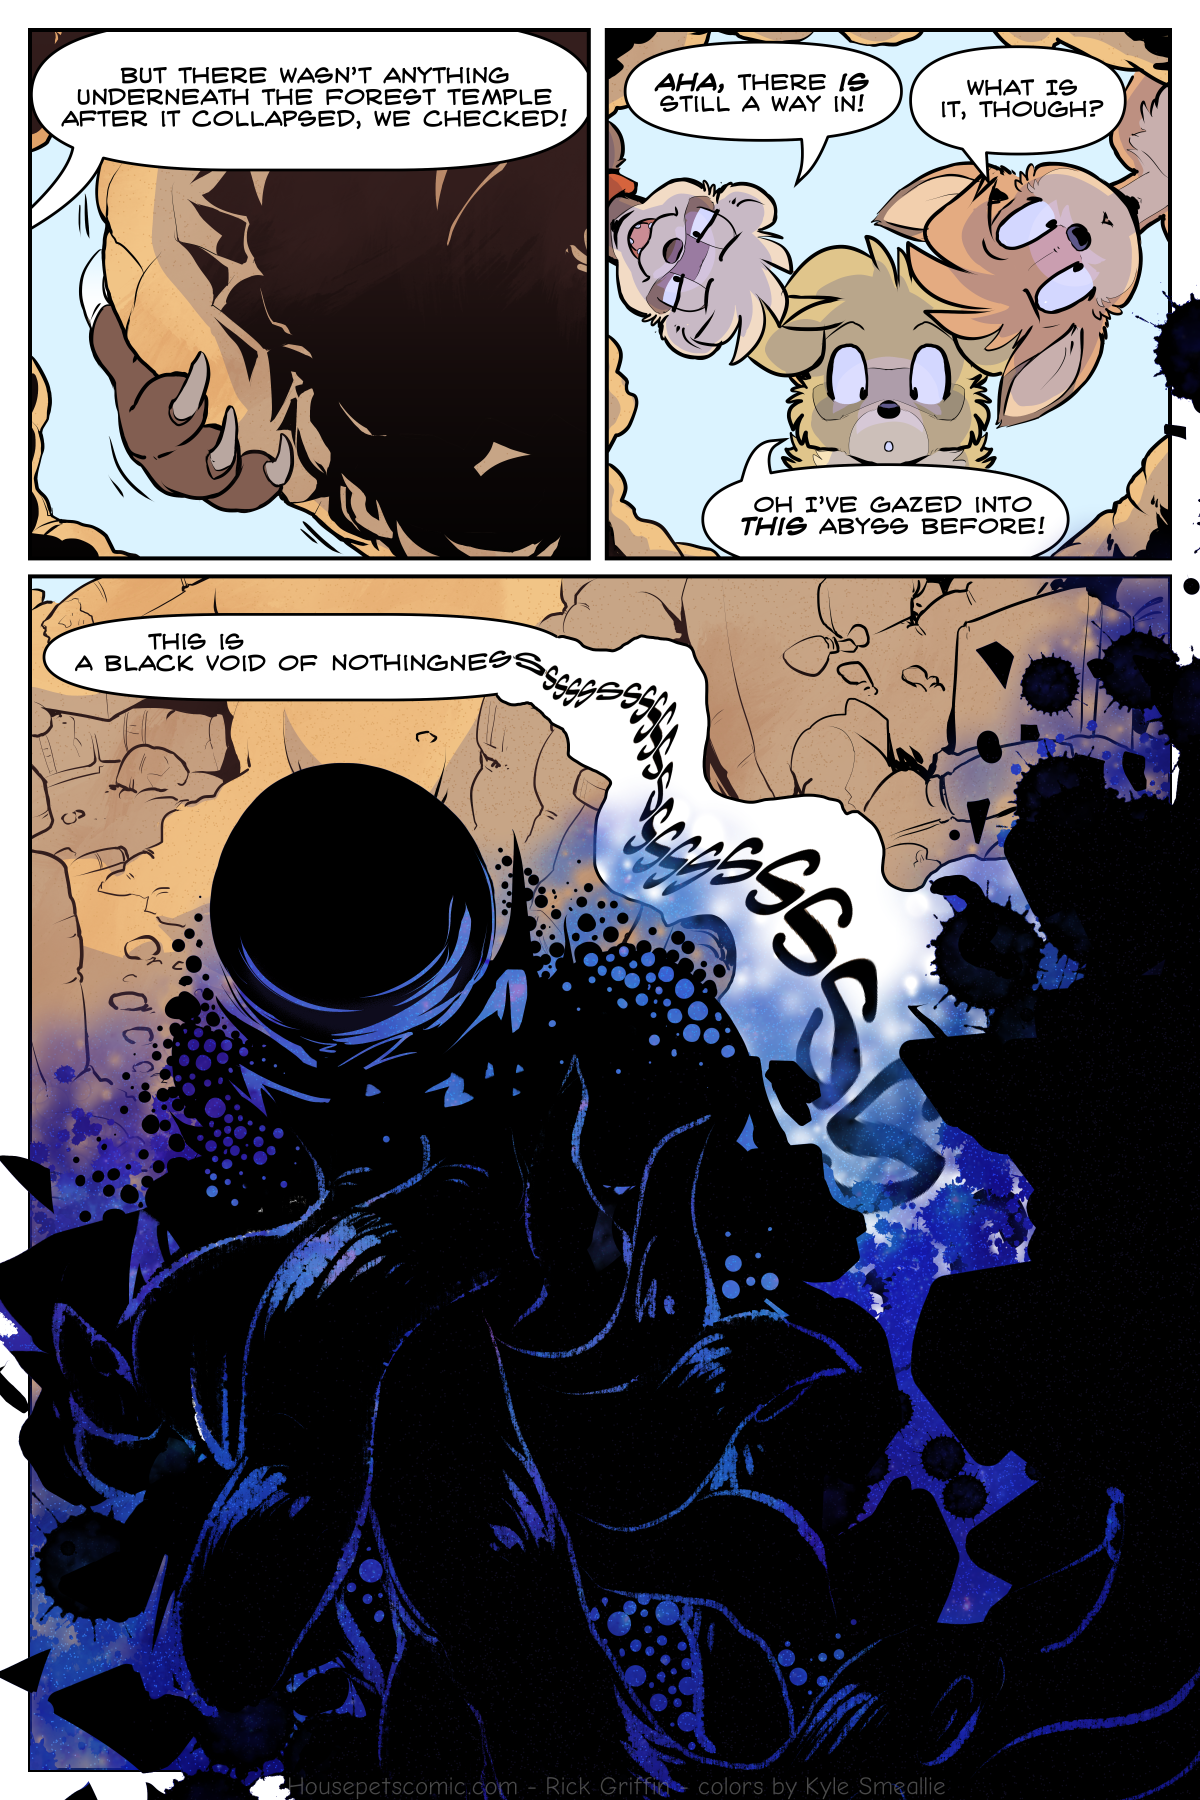 BUT THERE WASN'T ANYTHING
UNDERNEATH THE FOREST TEMPLE
AFTER IT COLLAPSED, WE CHECKED!
AHA, THERE IS
STILL A WAY IN!
WHAT IS
IT, THOUGH?
OH I'VE GAZED INTO
THIS ABYSS BEFORE!
THIS IS
A BLACK VOID OF NOTHINGNESSSSSSSSSSSSSSSSSSSSSSSSSSSSSSSS
Housepetscomic.com - Rick Griffin - colors by Kyle Smeallie